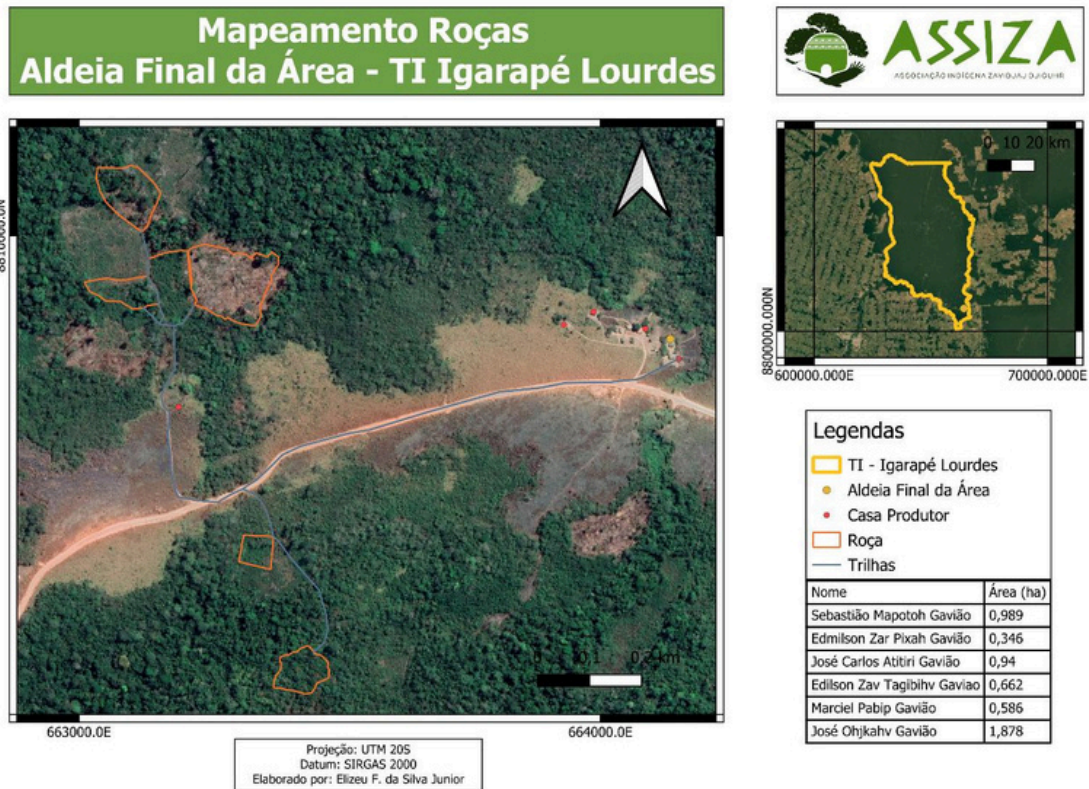 Mapeamento Roças
Aldeia Final da Área - TI Igarapé Lourdes
ASSIZA
663000.0E
664000.0E
0 0,1 0,2 km
Projeção: UTM 20S
Datum: SIRGAS 2000
Elaborado por: Elizeu F. da Silva Junior
0 10 20 km
8800000.000N
600000.000E
700000.000E
Legendas
TI - Igarapé Lourdes
Aldeia Final da Área
Casa Produtor
Roça
Trilhas
Nome Área (ha)
Sebastião Mapotoh Gavião 0,989
Edmilson Zar Pixah Gavião 0,346
José Carlos Atitiri Gavião 0,94
Edilson Zav Tagibihv Gaviao 0,662
Marciel Pabip Gavião 0,586
José Ohjkahv Gavião 1,878